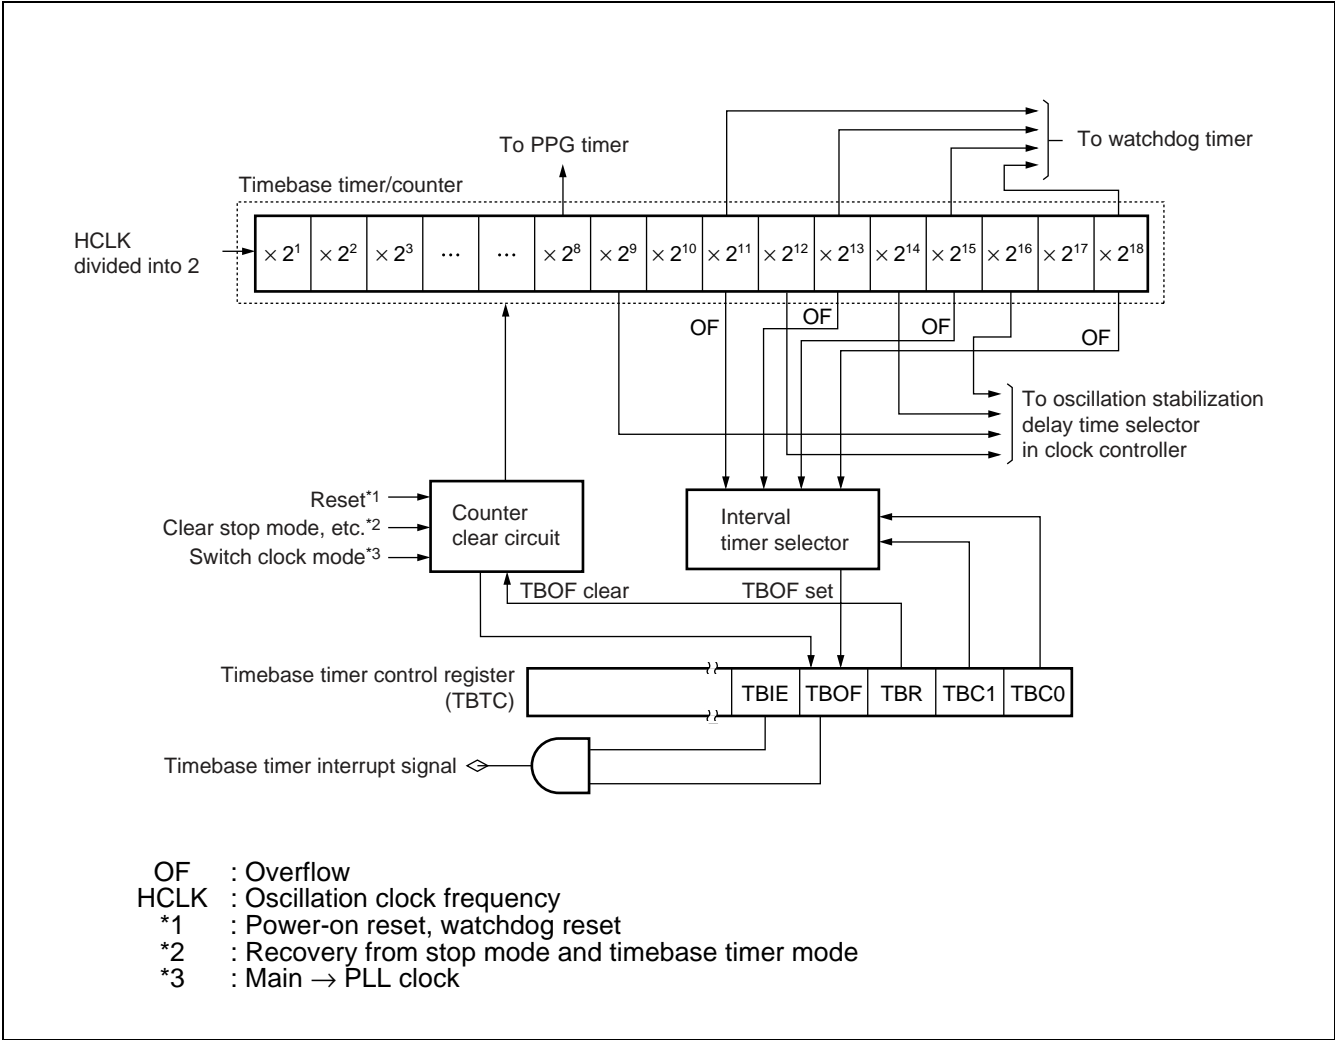 To PPG timer
To watchdog timer
Timebase timer/counter
HCLK
divided into 2
× 2¹ × 2² × 2³ ... ... × 2⁸ × 2⁹ × 2¹⁰ × 2¹¹ × 2¹² × 2¹³ × 2¹⁴ × 2¹⁵ × 2¹⁶ × 2¹⁷ × 2¹⁸
OF OF OF OF
To oscillation stabilization
delay time selector
in clock controller
Reset*1
Clear stop mode, etc.*2
Switch clock mode*3
Counter
clear circuit
Interval
timer selector
TBOF clear
TBOF set
Timebase timer control register
(TBTC)
TBIE TBOF TBR TBC1 TBC0
Timebase timer interrupt signal
OF : Overflow
HCLK : Oscillation clock frequency
*1 : Power-on reset, watchdog reset
*2 : Recovery from stop mode and timebase timer mode
*3 : Main → PLL clock